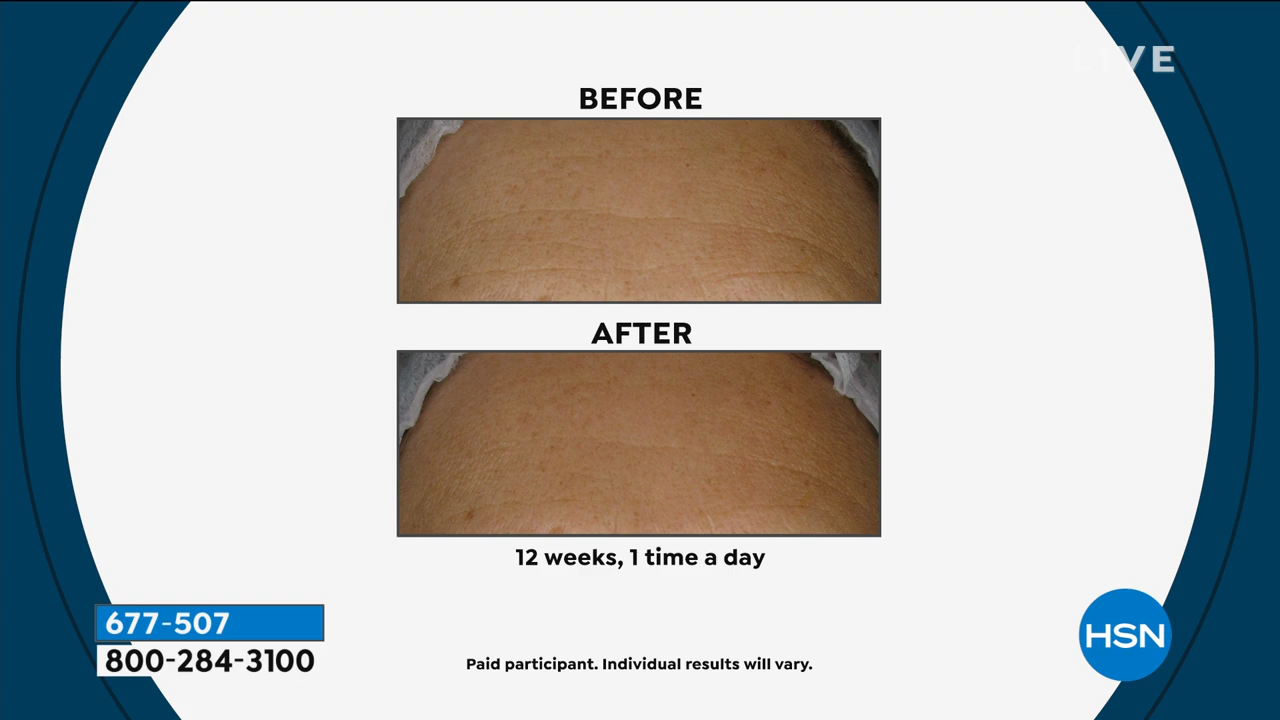 LIVE
BEFORE
AFTER
12 weeks, 1 time a day
677-507
800-284-3100
Paid participant. Individual results will vary.
HSN